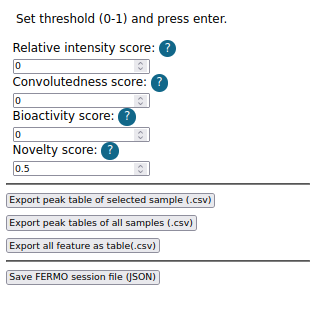 Set threshold (0-1) and press enter.
Relative intensity score: ?
0
Convolutedness score: ?
0
Bioactivity score: ?
0
Novelty score: ?
0.5
Export peak table of selected sample (.csv)
Export peak tables of all samples (.csv)
Export all feature as table(.csv)
Save FERMO session file (JSON)